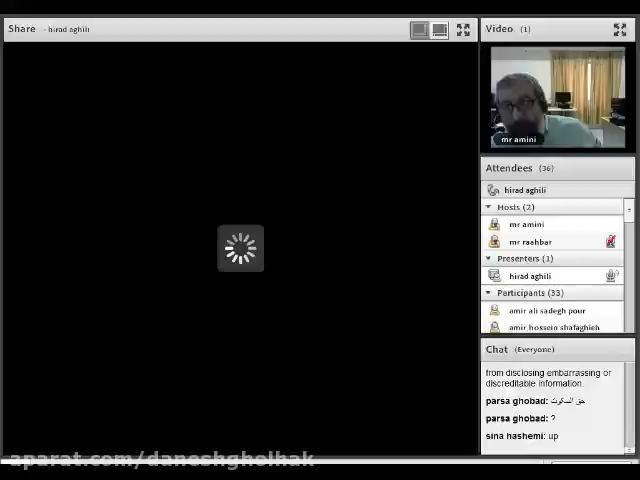 Share - hirad aghili
Video (1)
mr amini
Attendees (36)
hirad aghili
Hosts (2)
mr amini
mr raahbar
Presenters (1)
hirad aghili
Participants (33)
amir ali sadegh pour
amir hossein shafaghieh
Chat (Everyone)
from disclosing embarrassing or
discreditable information.
parsa ghobad: حق السکوت
parsa ghobad: ?
sina hashemi: up
aparat.com/daneshgholhak